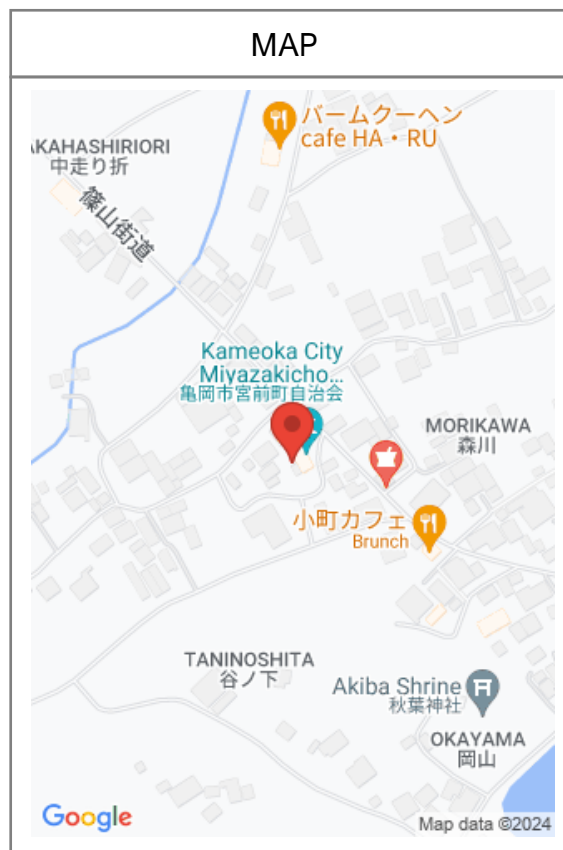 MAP
バームクーヘン
cafe HA・RU
AKAHASHIRIORI
中走り折
篠山街道
Kameoka City
Miyazakicho...
亀岡市宮前町自治会
MORIKAWA
森川
小町カフェ
Brunch
TANINOSHITA
谷ノ下
Akiba Shrine
秋葉神社
OKAYAMA
岡山
Google
Map data ©2024